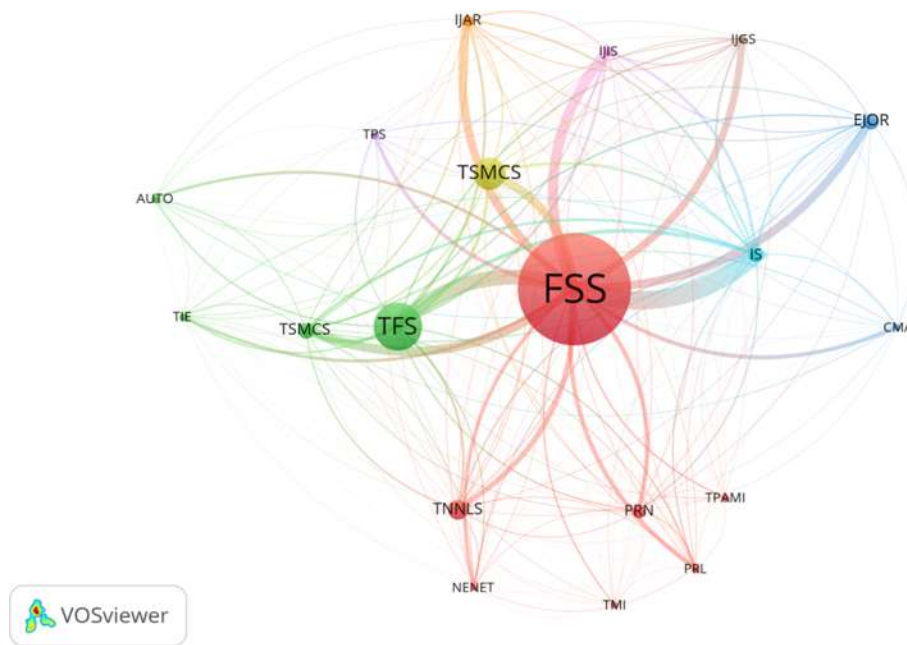 IJAR
IJIS
IJGS
EJOR
TPS
TSMCS
AUTO
IS
FSS
TIE
TSMCS
TFS
CMA
TNNLS
PRN
TPAMI
NENET
PRL
TMI
VOSviewer